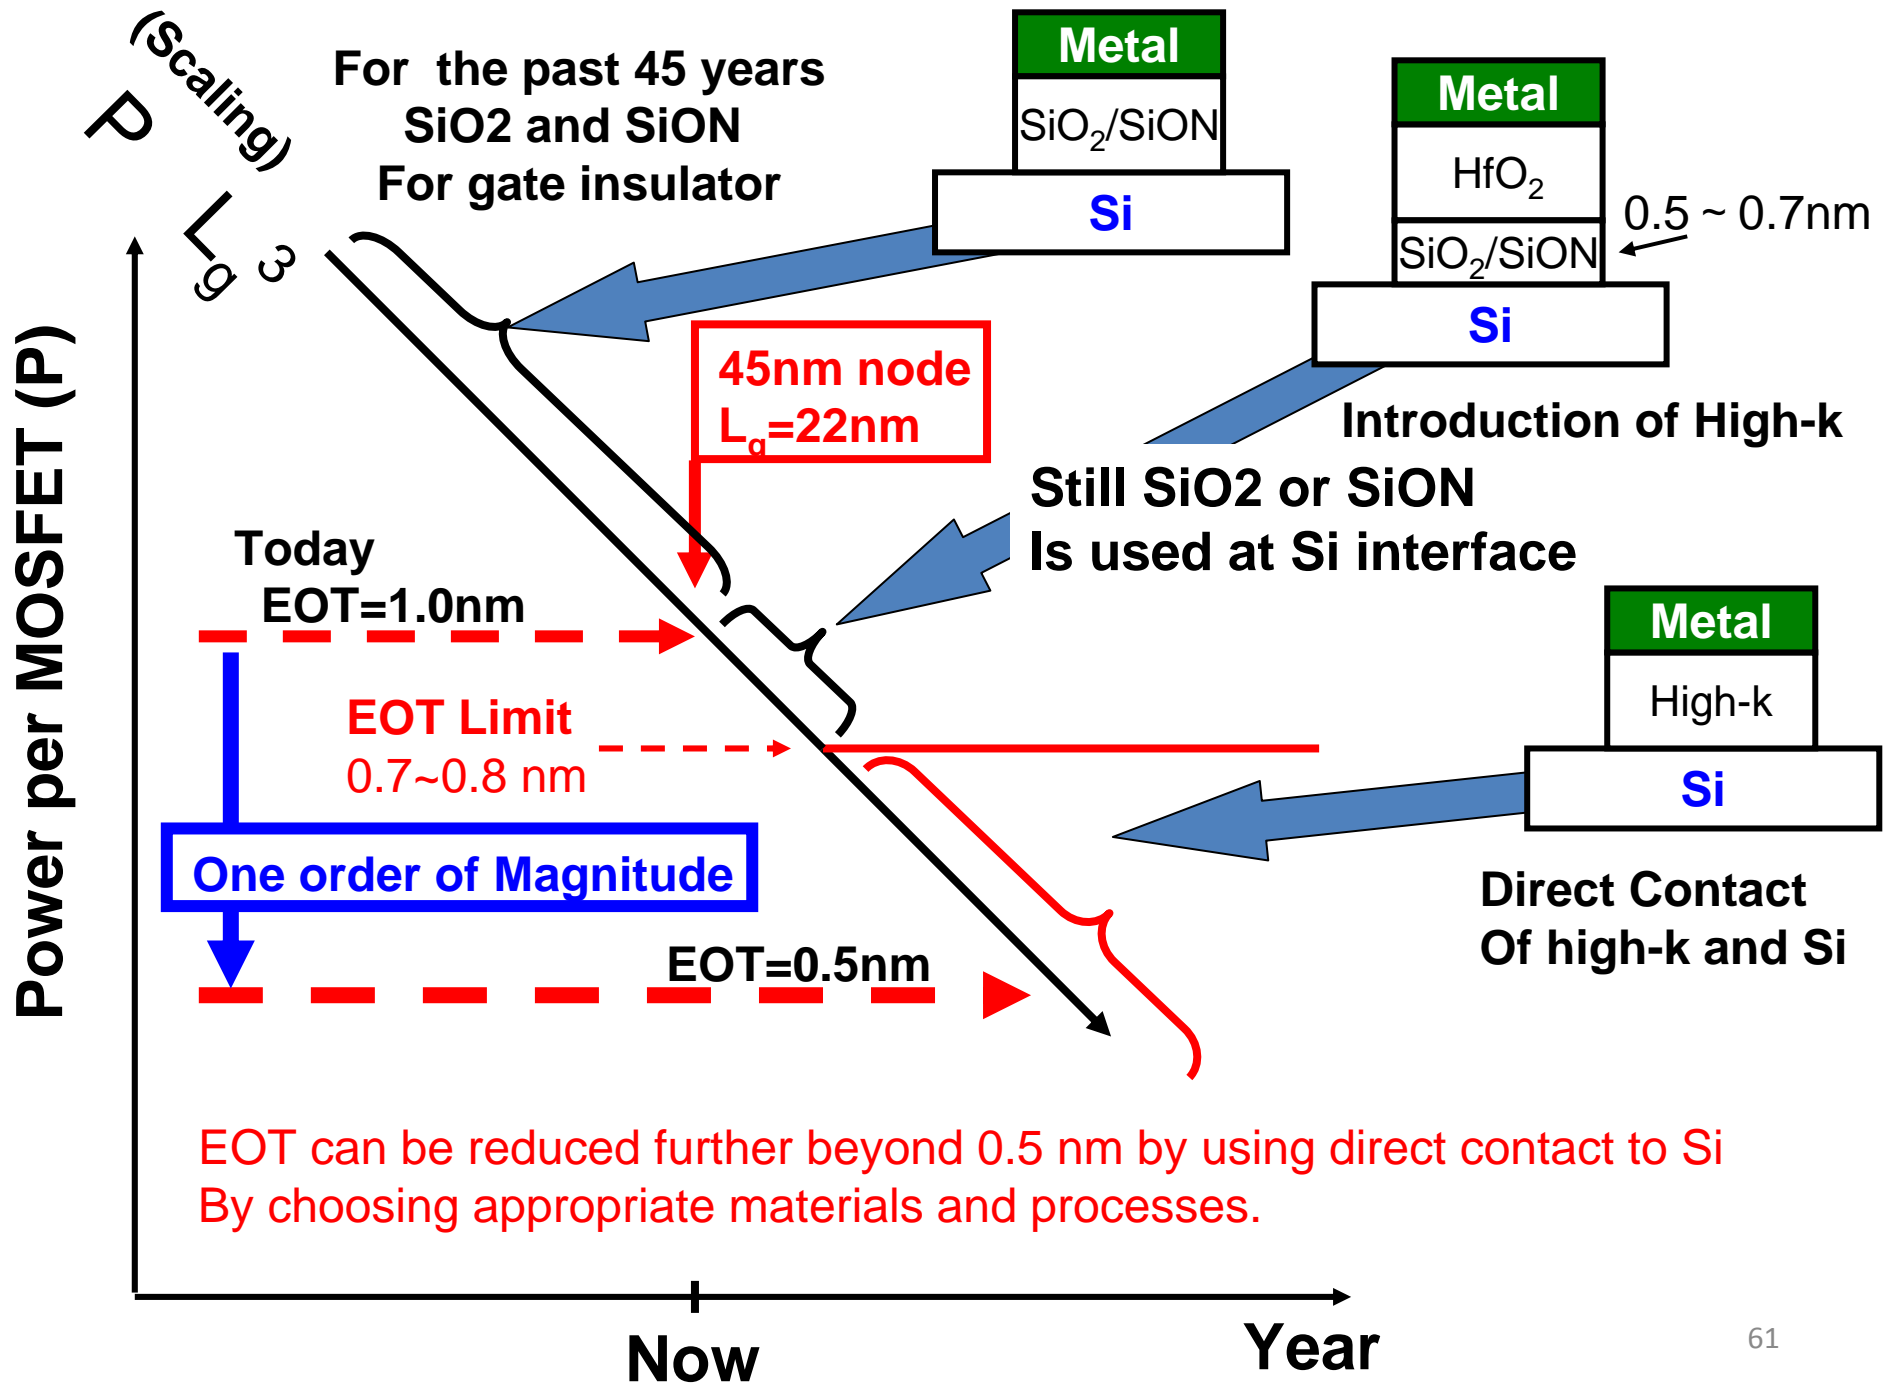 (Scaling)
P
Lg 3
For the past 45 years
SiO2 and SiON
For gate insulator
Metal
SiO2/SiON
Si
Metal
HfO2
SiO2/SiON
Si
0.5 ~ 0.7nm
Introduction of High-k
45nm node
Lg=22nm
Still SiO2 or SiON
Is used at Si interface
Power per MOSFET (P)
Today
EOT=1.0nm
EOT Limit
0.7~0.8 nm
Metal
High-k
Si
One order of Magnitude
Direct Contact
Of high-k and Si
EOT=0.5nm
EOT can be reduced further beyond 0.5 nm by using direct contact to Si
By choosing appropriate materials and processes.
Now
Year
61